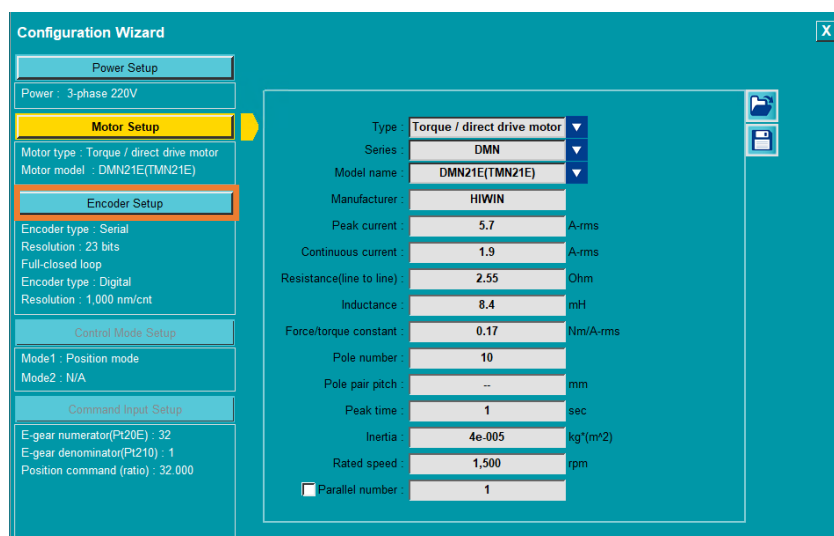 Configuration Wizard
X
Power Setup
Power : 3-phase 220V
Motor Setup
Motor type : Torque / direct drive motor
Motor model : DMN21E(TMN21E)
Encoder Setup
Encoder type : Serial
Resolution : 23 bits
Full-closed loop
Encoder type : Digital
Resolution : 1,000 nm/cnt
Control Mode Setup
Mode1 : Position mode
Mode2 : N/A
Command Input Setup
E-gear numerator(Pt20E) : 32
E-gear denominator(Pt210) : 1
Position command (ratio) : 32.000
Type : Torque / direct drive motor
Series : DMN
Model name : DMN21E(TMN21E)
Manufacturer : HIWIN
Peak current : 5.7 A-rms
Continuous current : 1.9 A-rms
Resistance(line to line) : 2.55 Ohm
Inductance : 8.4 mH
Force/torque constant : 0.17 Nm/A-rms
Pole number : 10
Pole pair pitch : -- mm
Peak time : 1 sec
Inertia : 4e-005 kg*(m^2)
Rated speed : 1,500 rpm
Parallel number : 1